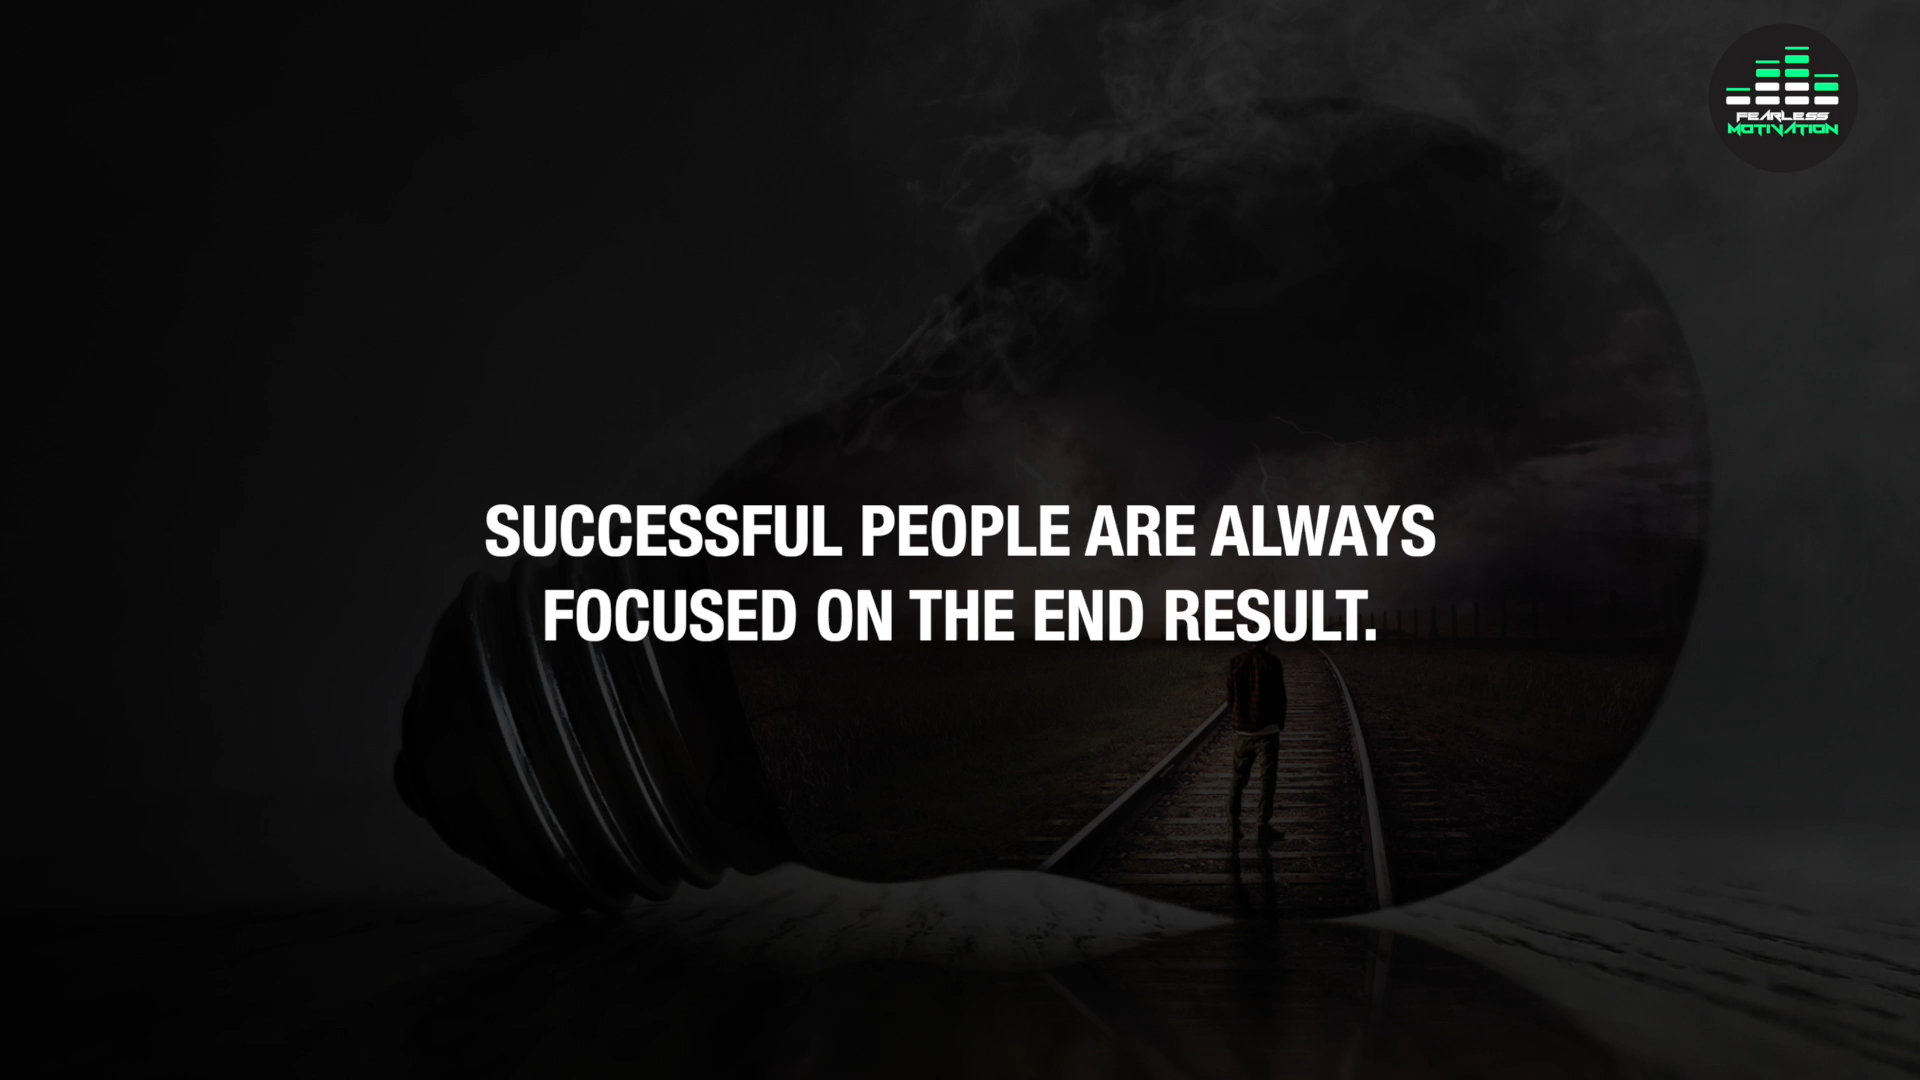 FEARLESS
MOTIVATION
SUCCESSFUL PEOPLE ARE ALWAYS
FOCUSED ON THE END RESULT.